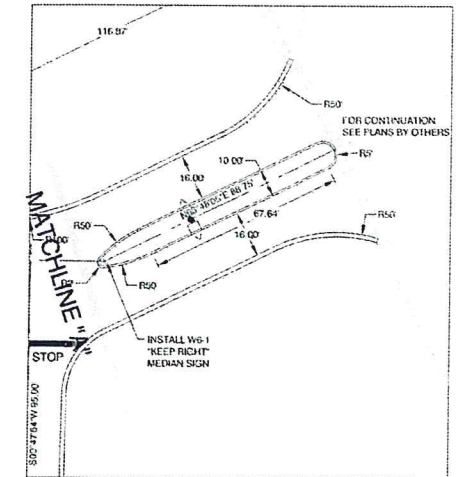 116.97'
R50'
FOR CONTINUATION
SEE PLANS BY OTHERS
R5'
10.00'
16.00'
67.64'
R50'
R50'
16.00'
MATCHLINE "A"
R50'
INSTALL W6-1
"KEEP RIGHT"
MEDIAN SIGN
STOP